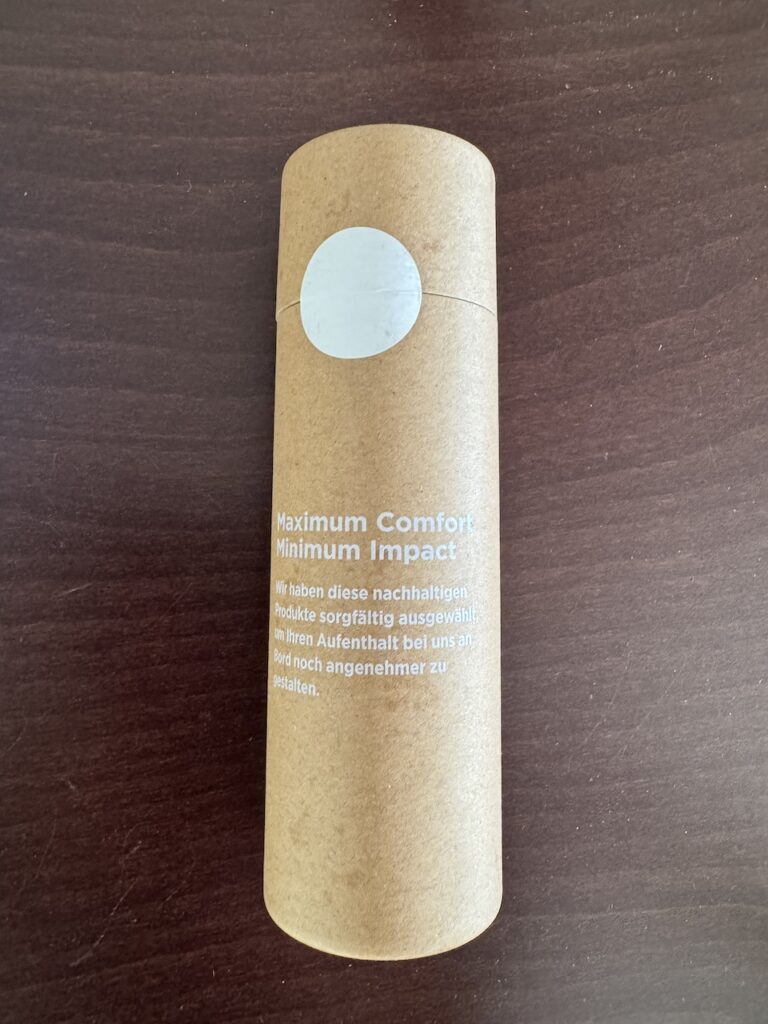 Maximum Comfort
Minimum Impact
Wir haben diese nachhaltigen
Produkte sorgfältig ausgewählt,
um Ihren Aufenthalt bei uns an
Bord noch angenehmer zu
gestalten.